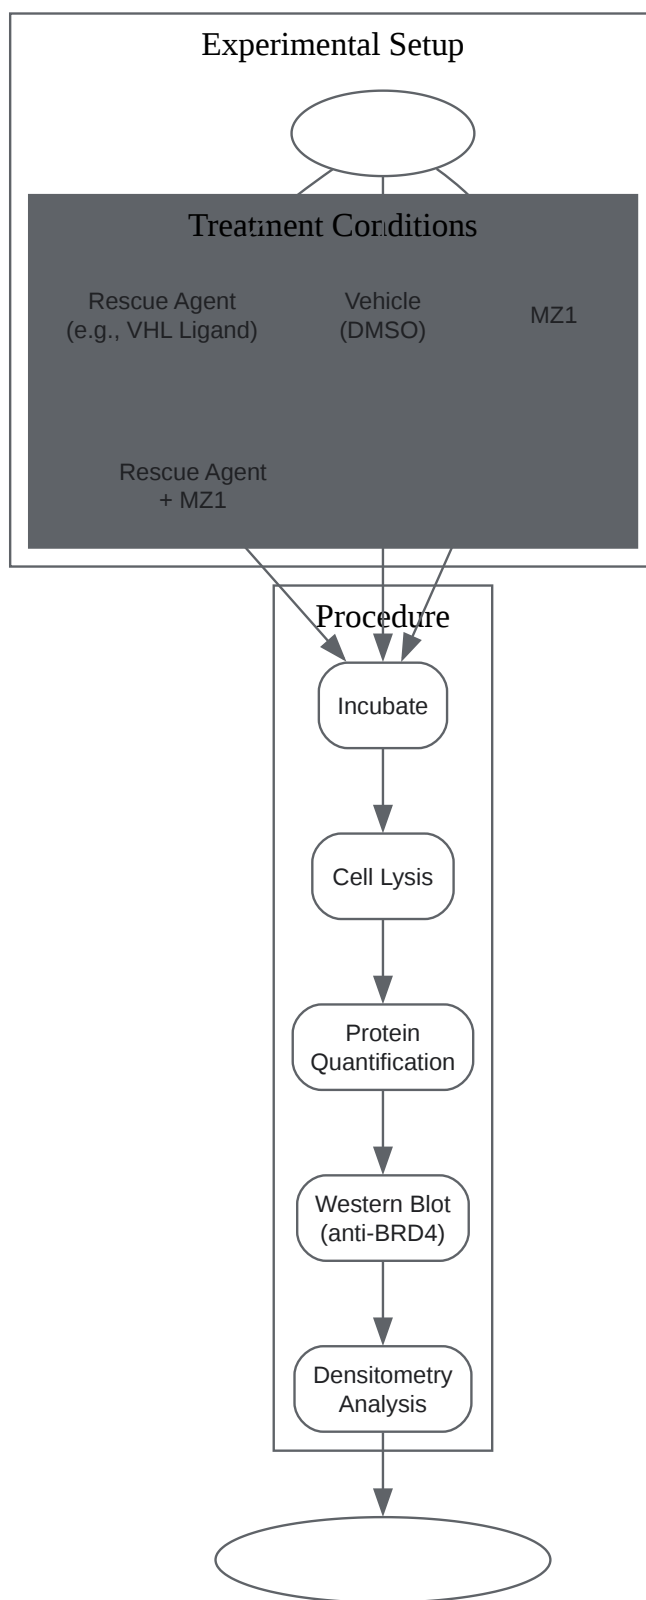 Experimental Setup
Treatment Conditions
Rescue Agent
(e.g., VHL Ligand)
Vehicle
(DMSO)
MZ1
Rescue Agent
+ MZ1
Procedure
Incubate
Cell Lysis
Protein
Quantification
Western Blot
(anti-BRD4)
Densitometry
Analysis